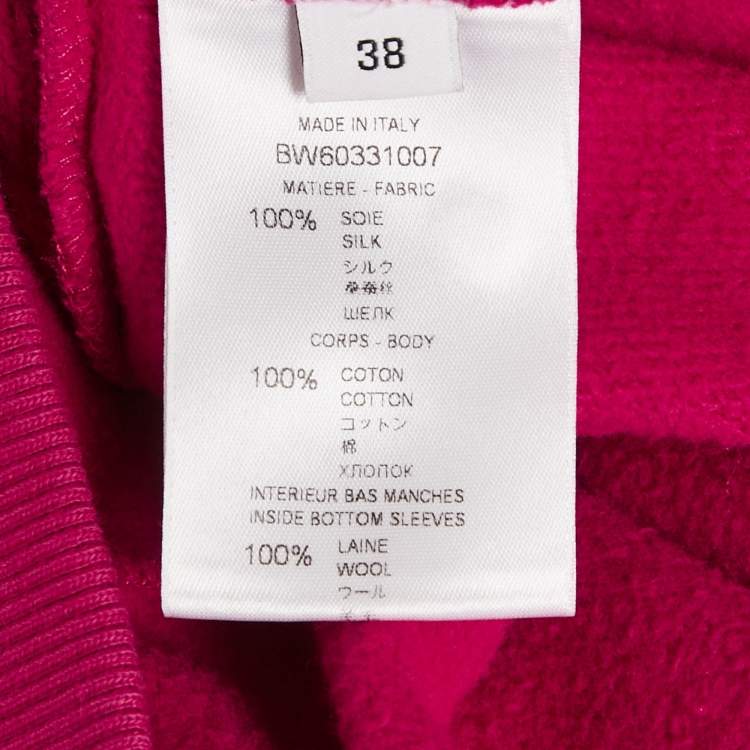 38
MADE IN ITALY
BW60331007
MATIERE - FABRIC
100% SOIE
SILK
シルク
桑蚕丝
ШЕЛК
CORPS - BODY
100% COTON
COTTON
コットン
棉
ХЛОПОК
INTERIEUR BAS MANCHES
INSIDE BOTTOM SLEEVES
100% LAINE
WOOL
ウール